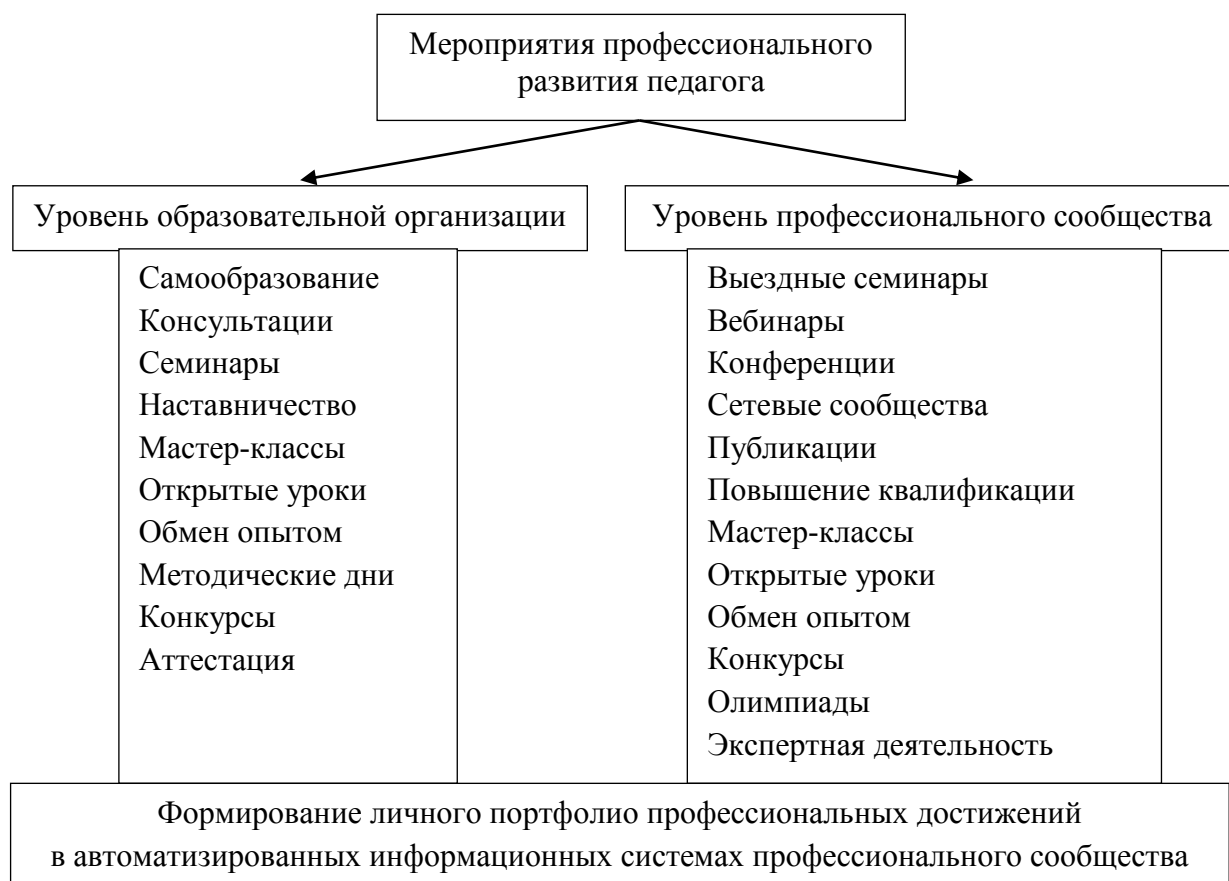 Мероприятия профессионального
развития педагога
Уровень образовательной организации
Самообразование
Консультации
Семинары
Наставничество
Мастер-классы
Открытые уроки
Обмен опытом
Методические дни
Конкурсы
Аттестация
Уровень профессионального сообщества
Выездные семинары
Вебинары
Конференции
Сетевые сообщества
Публикации
Повышение квалификации
Мастер-классы
Открытые уроки
Обмен опытом
Конкурсы
Олимпиады
Экспертная деятельность
Формирование личного портфолио профессиональных достижений
в автоматизированных информационных системах профессионального сообщества